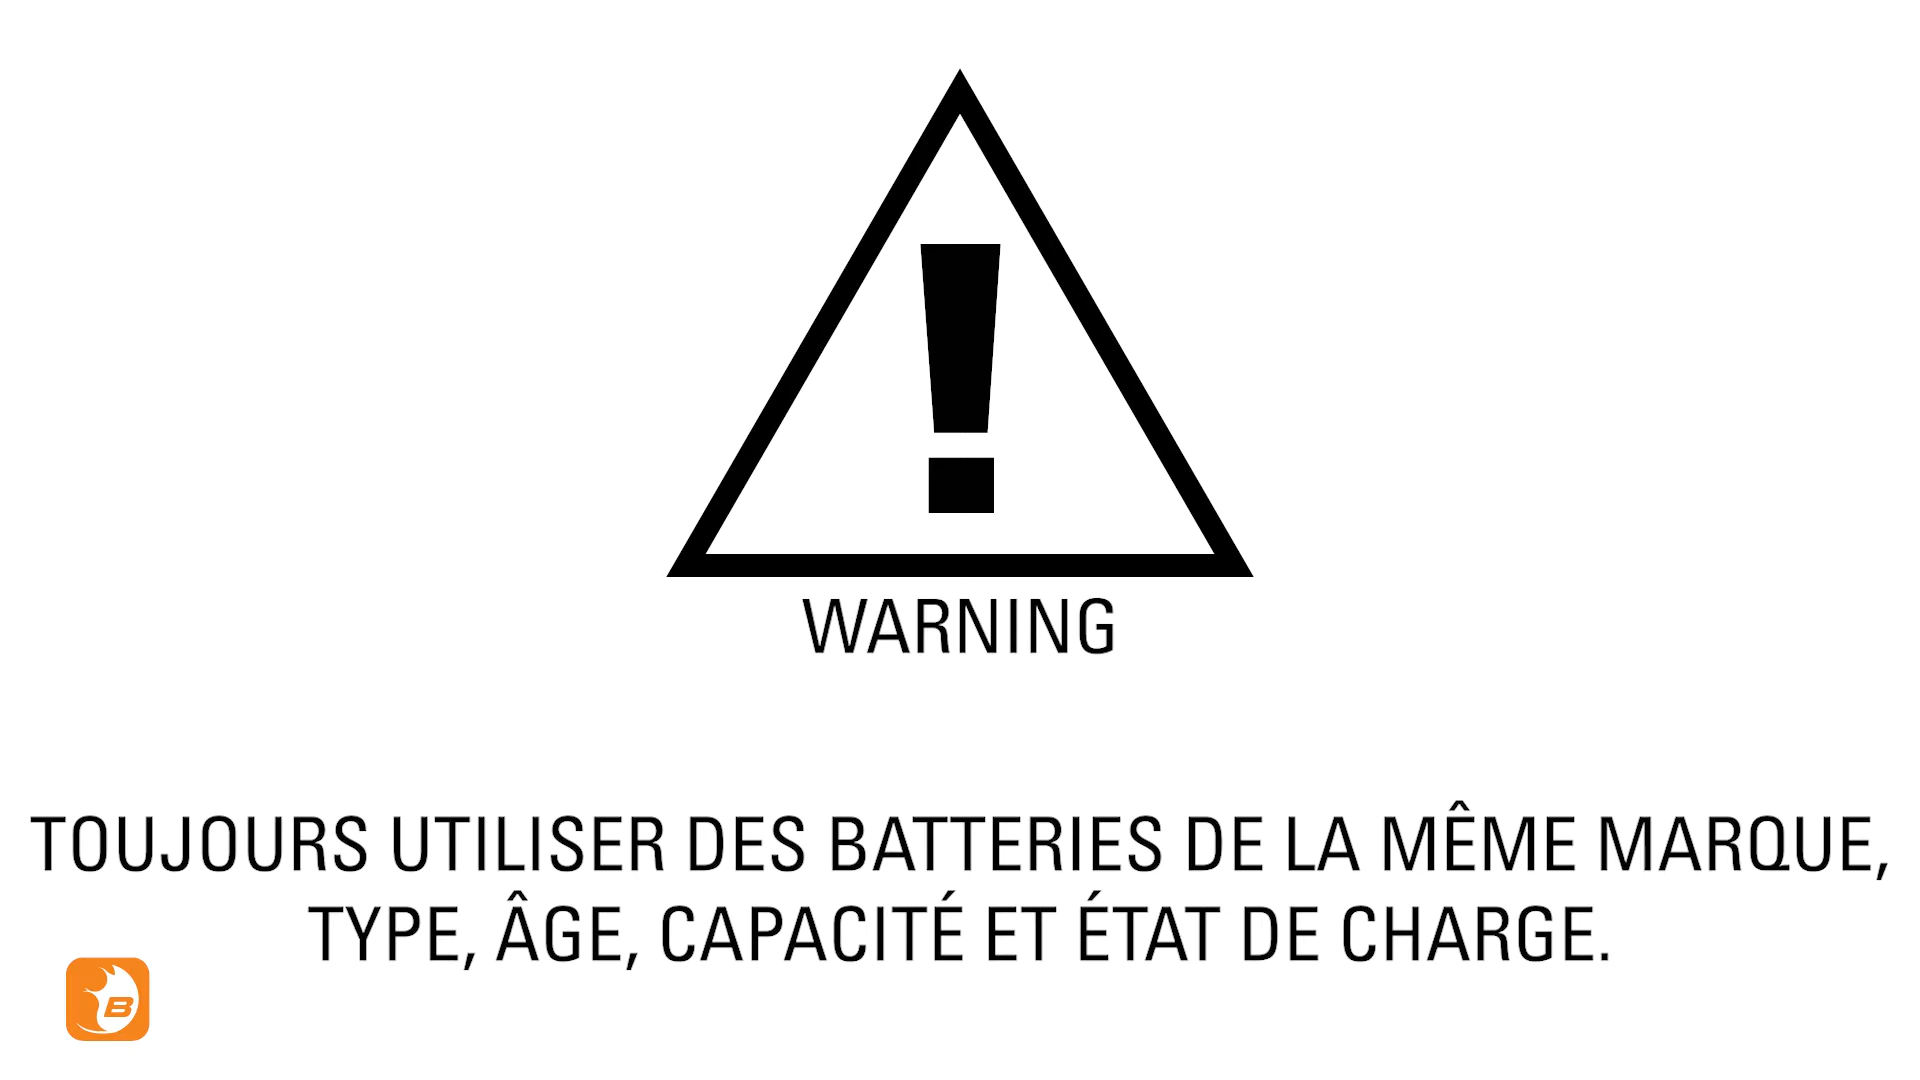 WARNING
TOUJOURS UTILISER DES BATTERIES DE LA MÊME MARQUE,
TYPE, ÂGE, CAPACITÉ ET ÉTAT DE CHARGE.
B